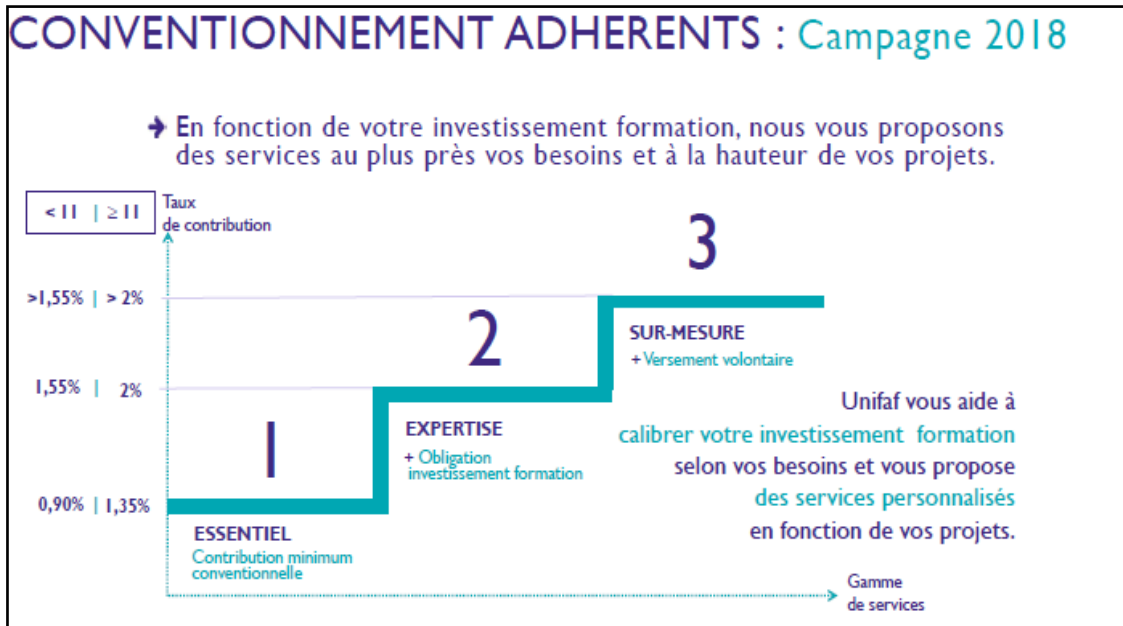 CONVENTIONNEMENT ADHERENTS : Campagne 2018
➔ En fonction de votre investissement formation, nous vous proposons
des services au plus près vos besoins et à la hauteur de vos projets.
< 11 | ≥ 11
Taux
de contribution
3
>1,55% | > 2%
SUR-MESURE
+ Versement volontaire
2
1,55% | 2%
EXPERTISE
+ Obligation
investissement formation
1
0,90% | 1,35%
ESSENTIEL
Contribution minimum
conventionnelle
Unifaf vous aide à
calibrer votre investissement formation
selon vos besoins et vous propose
des services personnalisés
en fonction de vos projets.
Gamme
de services